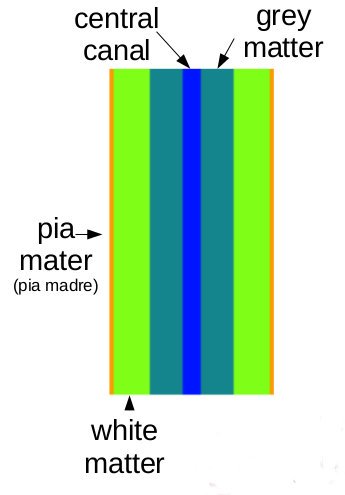 central
canal
grey
matter
pia
mater
(pia madre)
white
matter